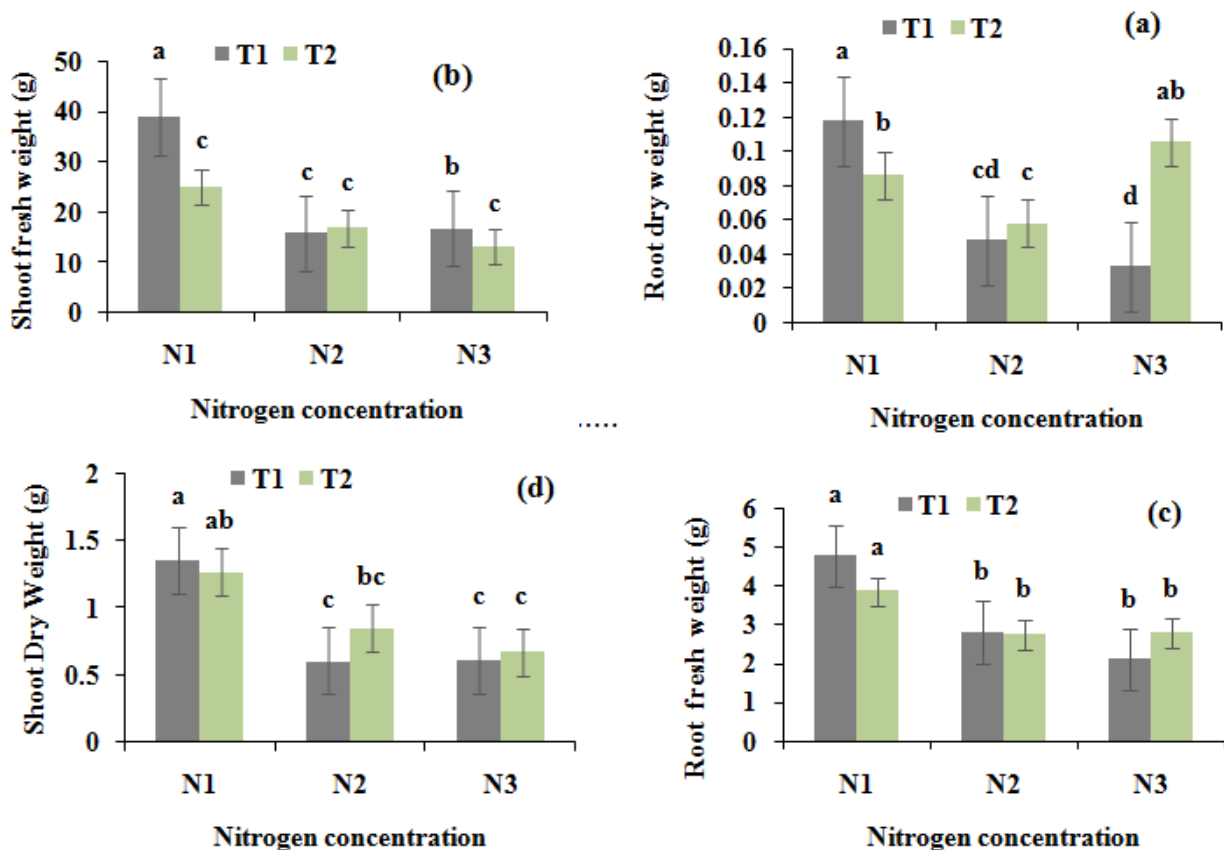 Shoot fresh weight (g)
T1 T2
(b)
50
40
30
20
10
0
a
c
c
c
b
c
N1 N2 N3
Nitrogen concentration
(a)
Root dry weight (g)
T1 T2
0.16
0.14
0.12
0.1
0.08
0.06
0.04
0.02
0
a
b
cd
c
d
ab
N1 N2 N3
Nitrogen concentration
.....
Shoot Dry Weight (g)
T1 T2
(d)
2
1.5
1
0.5
0
a
ab
c
bc
c
c
N1 N2 N3
Nitrogen concentration
Root fresh weight (g)
T1 T2
(c)
6
5
4
3
2
1
0
a
a
b
b
b
b
N1 N2 N3
Nitrogen concentration